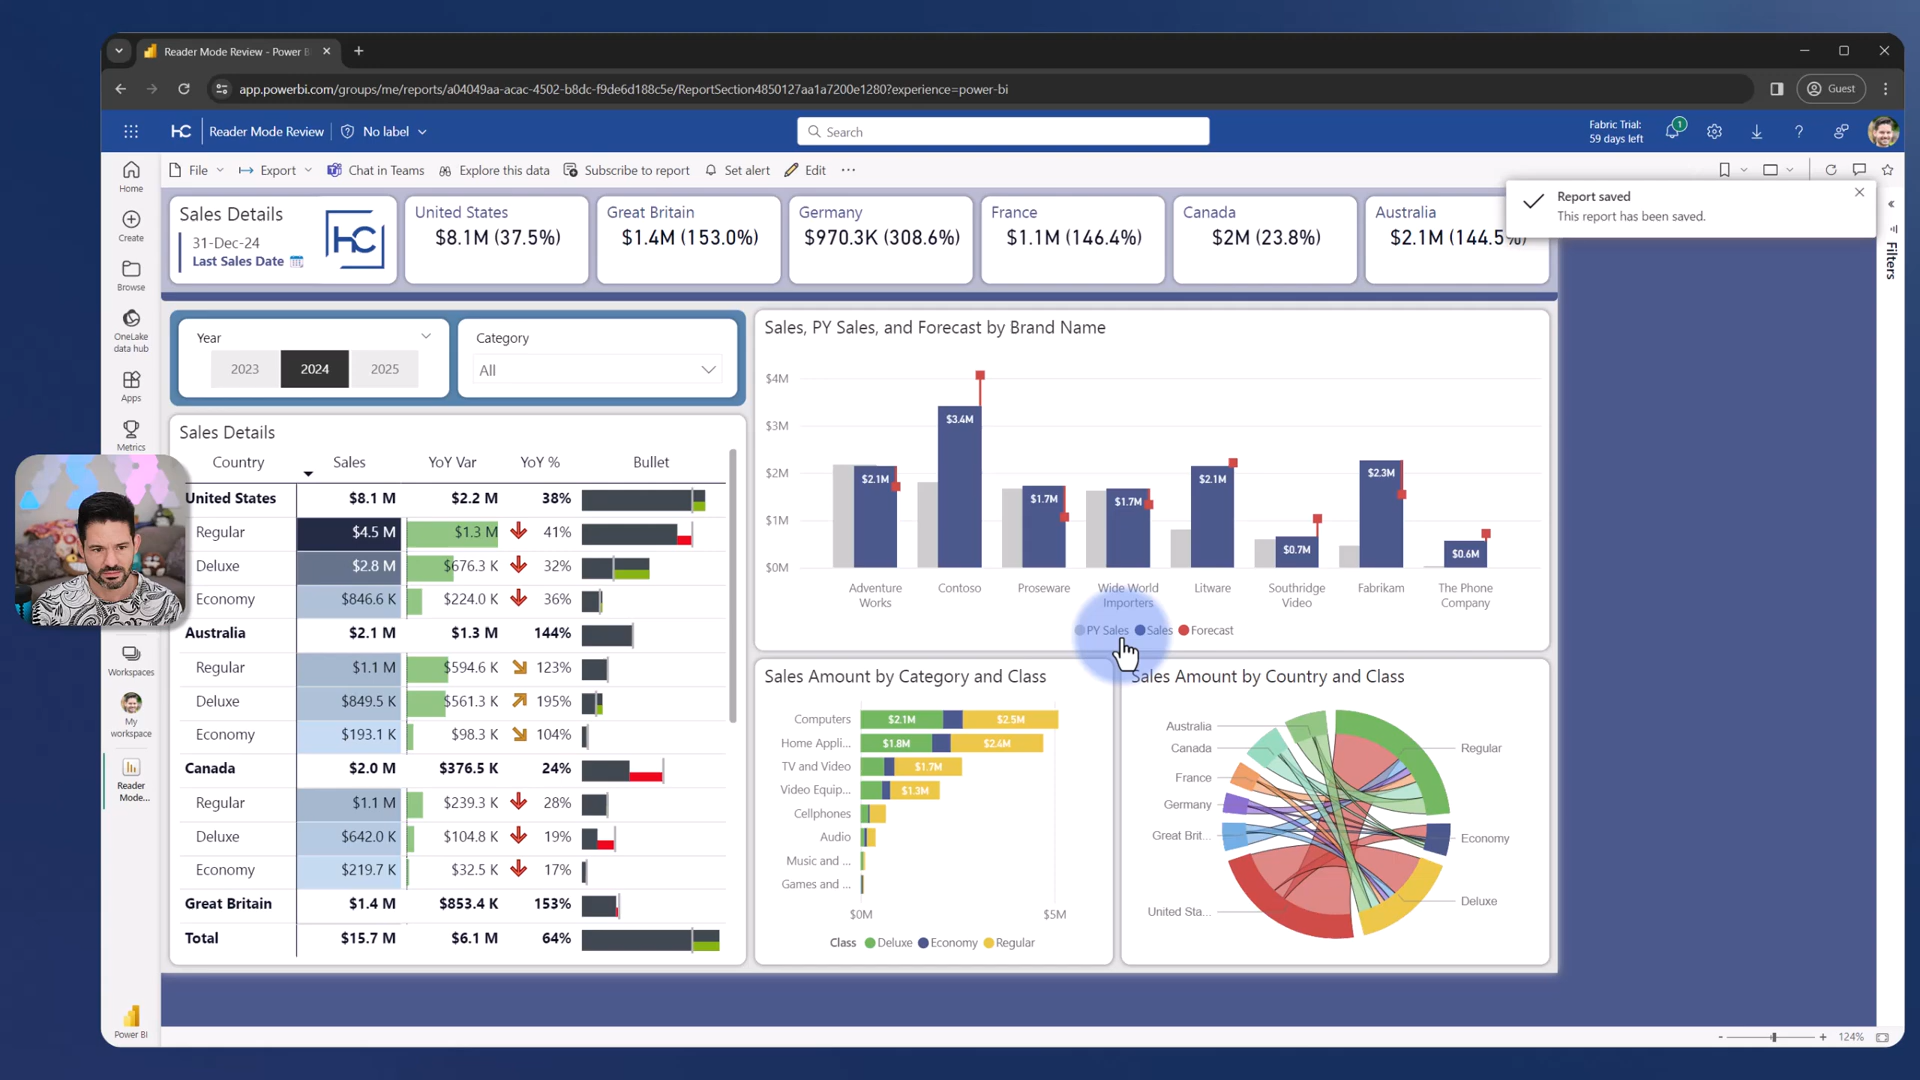 Reader Mode Review - Power B
app.powerbi.com/groups/me/reports/a04049aa-acac-4502-b8dc-f9de6d188c5e/ReportSection4850127aa1a7200e1280?experience=power-bi
Guest
HC
Reader Mode Review
No label
Search
Fabric Trial:
59 days left
1
File
Export
Chat in Teams
Explore this data
Subscribe to report
Set alert
Edit
Report saved
This report has been saved.
Filters
Home
Create
Browse
OneLake
data hub
Apps
Metrics
Workspaces
My
workspace
Reader
Mode...
Power BI
Sales Details
31-Dec-24
Last Sales Date
HC
United States
$8.1M (37.5%)
Great Britain
$1.4M (153.0%)
Germany
$970.3K (308.6%)
France
$1.1M (146.4%)
Canada
$2M (23.8%)
Australia
$2.1M (144.5%)
Year
2023 2024 2025
Category
All
Sales Details
Country Sales YoY Var YoY % Bullet
United States $8.1 M $2.2 M 38%
Regular $4.5 M $1.3 M 41%
Deluxe $2.8 M $676.3 K 32%
Economy $846.6 K $224.0 K 36%
Australia $2.1 M $1.3 M 144%
Regular $1.1 M $594.6 K 123%
Deluxe $849.5 K $561.3 K 195%
Economy $193.1 K $98.3 K 104%
Canada $2.0 M $376.5 K 24%
Regular $1.1 M $239.3 K 28%
Deluxe $642.0 K $104.8 K 19%
Economy $219.7 K $32.5 K 17%
Great Britain $1.4 M $853.4 K 153%
Total $15.7 M $6.1 M 64%
Sales, PY Sales, and Forecast by Brand Name
$4M
$3M
$2M
$1M
$0M
$2.1M
$3.4M
$1.7M
$1.7M
$2.1M
$0.7M
$2.3M
$0.6M
Adventure
Works
Contoso
Proseware
Wide World
Importers
Litware
Southridge
Video
Fabrikam
The Phone
Company
PY Sales Sales Forecast
Sales Amount by Category and Class
Computers $2.1M $2.5M
Home Appli... $1.8M $2.4M
TV and Video $1.7M
Video Equip... $1.3M
Cellphones
Audio
Music and ...
Games and ...
$0M $5M
Class Deluxe Economy Regular
Sales Amount by Country and Class
Australia
Canada
France
Germany
Great Brit...
United Sta...
Regular
Economy
Deluxe
124%